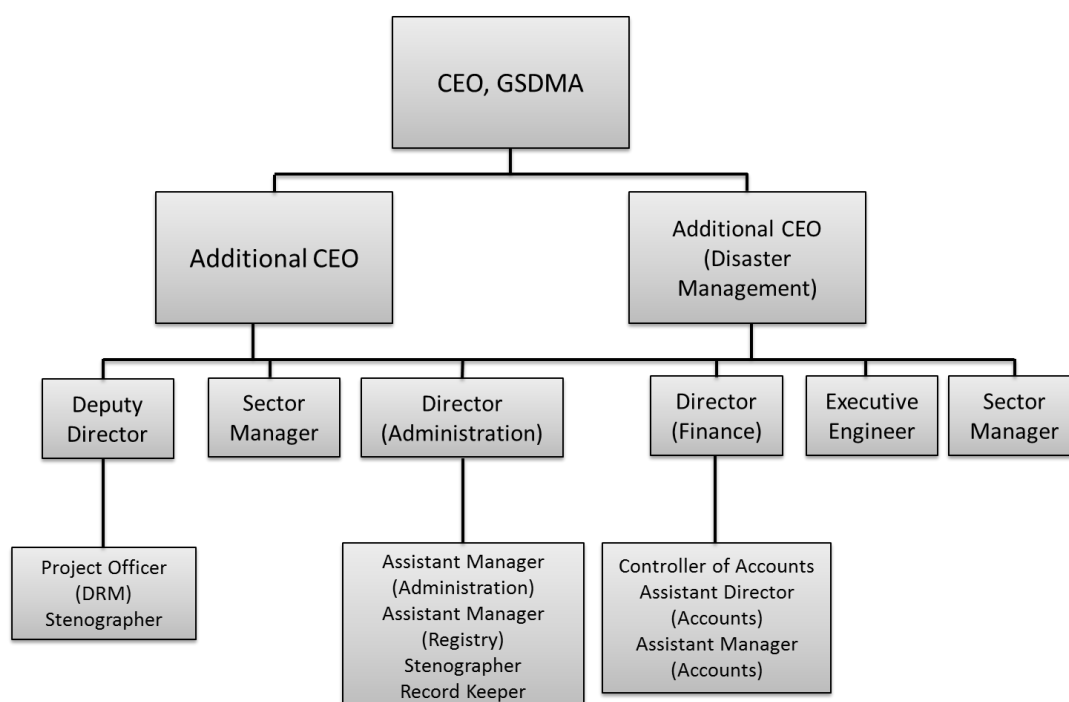 CEO, GSDMA
Additional CEO
Additional CEO
(Disaster
Management)
Deputy
Director
Sector
Manager
Director
(Administration)
Director
(Finance)
Executive
Engineer
Sector
Manager
Project Officer
(DRM)
Stenographer
Assistant Manager
(Administration)
Assistant Manager
(Registry)
Stenographer
Record Keeper
Controller of Accounts
Assistant Director
(Accounts)
Assistant Manager
(Accounts)